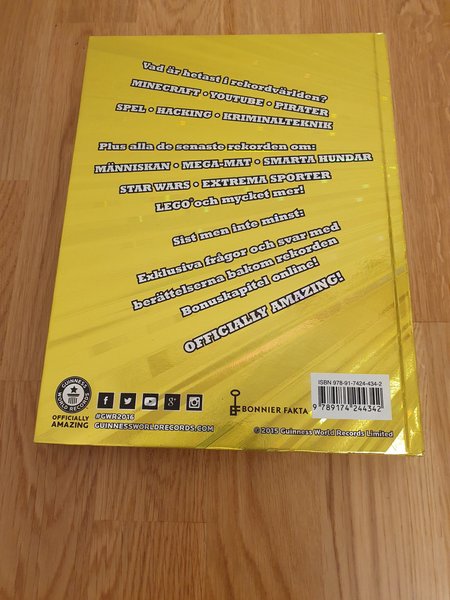 Vad är hetast i rekordvärlden?
MINECRAFT • YOUTUBE • PIRATER
SPEL • HACKING • KRIMINALTEKNIK
Plus alla de senaste rekorden om:
MÄNNISKAN • MEGA-MAT • SMARTA HUNDAR
STAR WARS • EXTREMA SPORTER
LEGO® och mycket mer!
Sist men inte minst:
Exklusiva frågor och svar med
berättelserna bakom rekorden
Bonuskapitel online!
OFFICIALLY AMAZING!
GUINNESS
WORLD RECORDS
OFFICIALLY
AMAZING
#GWR2016
GUINNESSWORLDRECORDS.COM
BONNIER FAKTA
ISBN 978-91-7424-434-2
9 789174 244342
©2015 Guinness World Records Limited